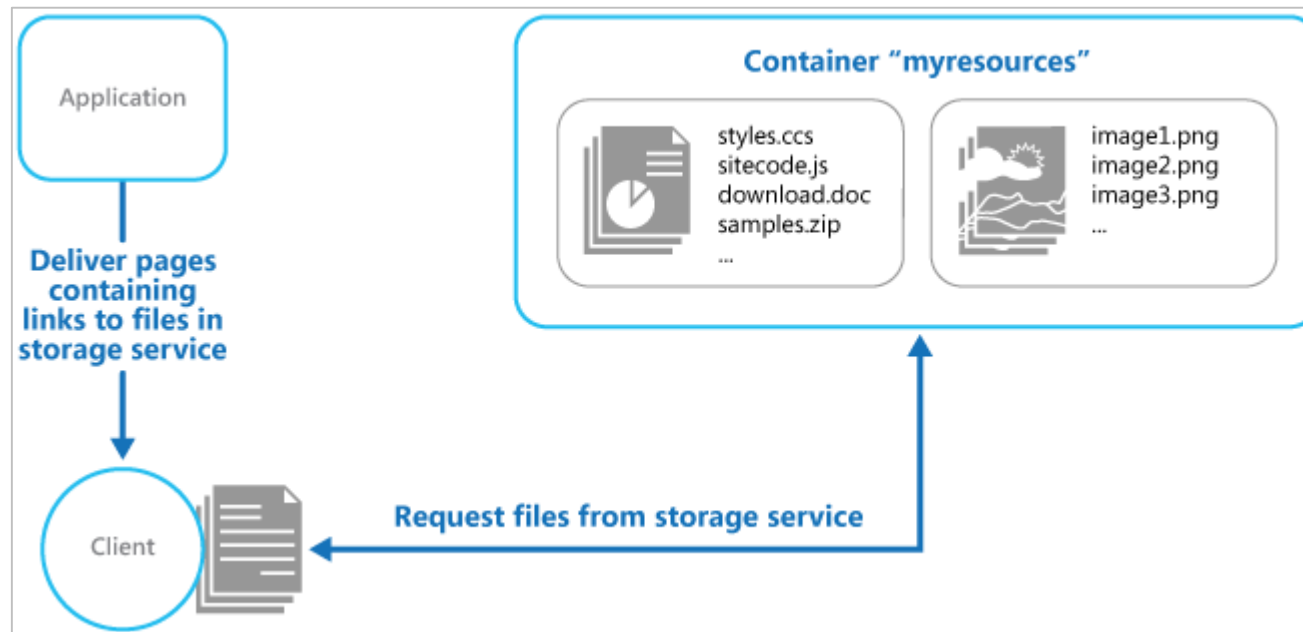 Application
Container “myresources”
styles.ccs
sitecode.js
download.doc
samples.zip
...
image1.png
image2.png
image3.png
...
Deliver pages
containing
links to files in
storage service
Request files from storage service
Client